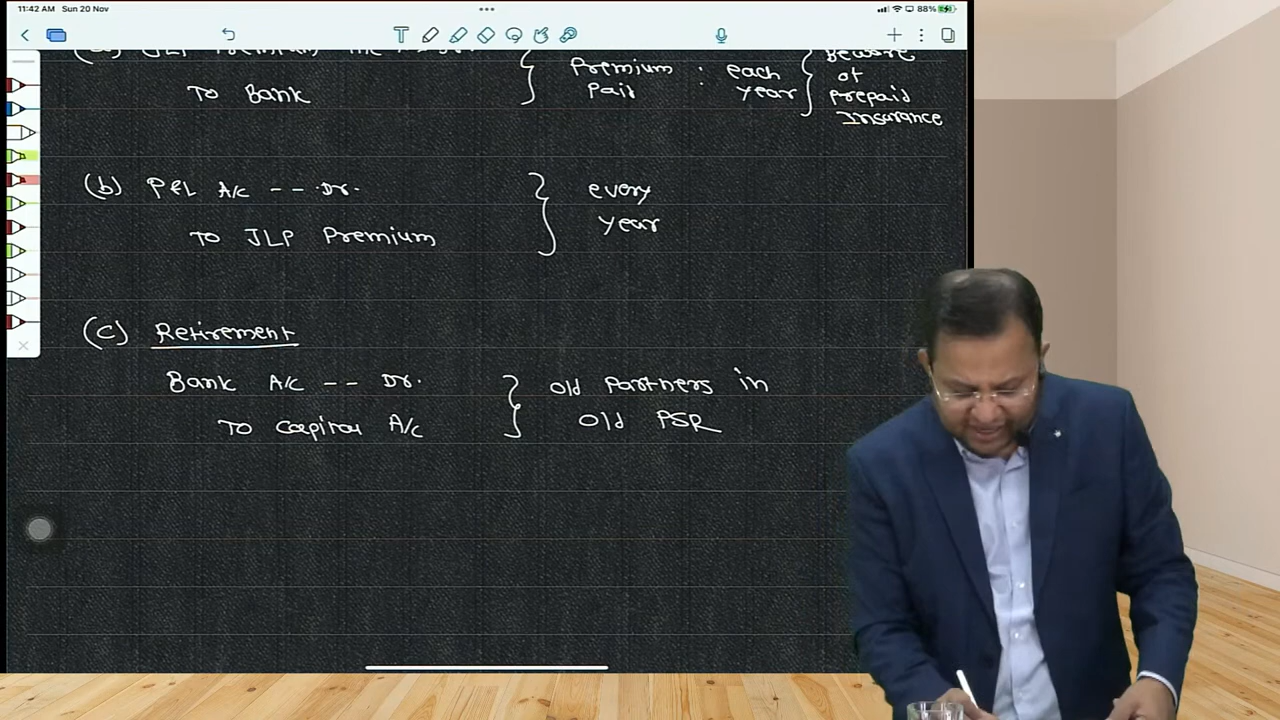 11:42 AM Sun 20 Nov
88%
To Bank
Premium : each
Paid year
Beware
of
Prepaid
Insurance
(b) P&L A/c -- Dr.
To JLP Premium
every
year
(c) Retirement
Bank A/c -- Dr.
To Capital A/c
old Partners in
old PSR